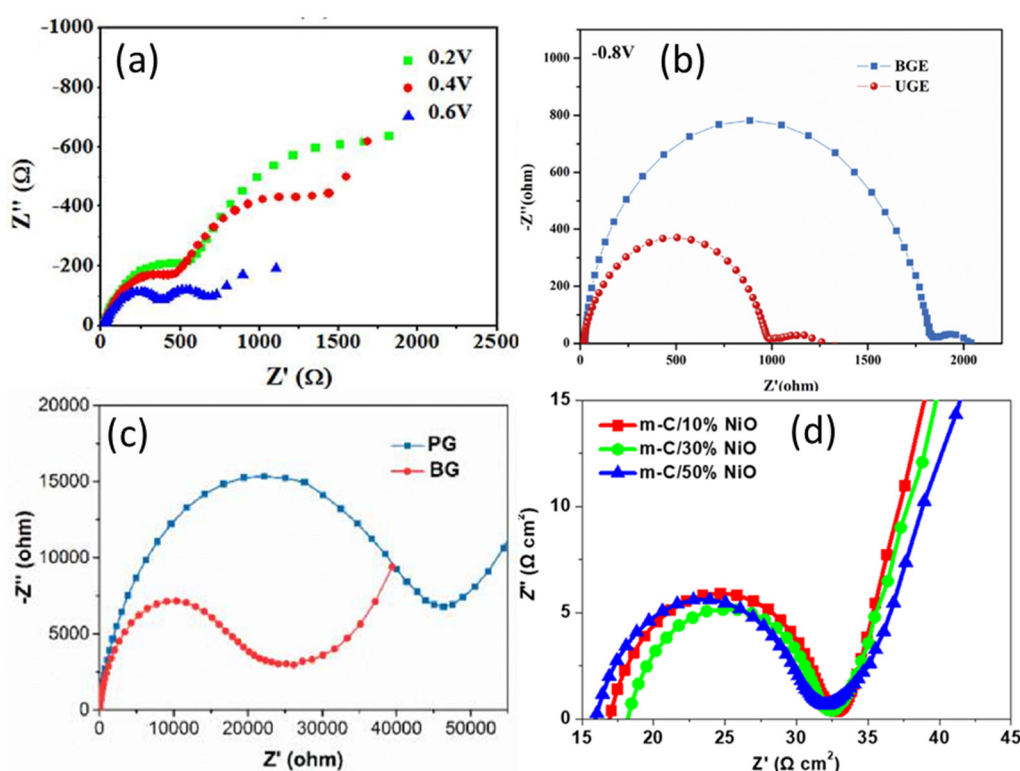 (a)
-1000
-800
-600
-400
-200
0
Z'' (Ω)
0.2V
0.4V
0.6V
0 500 1000 1500 2000 2500
Z' (Ω)
(b)
-0.8V
BGE
UGE
1000
800
600
400
200
0
-Z''(ohm)
0 500 1000 1500 2000
Z'(ohm)
(c)
PG
BG
20000
15000
10000
5000
0
-Z'' (ohm)
0 10000 20000 30000 40000 50000
Z' (ohm)
(d)
m-C/10% NiO
m-C/30% NiO
m-C/50% NiO
15
10
5
0
Z'' (Ω cm²)
15 20 25 30 35 40 45
Z' (Ω cm²)